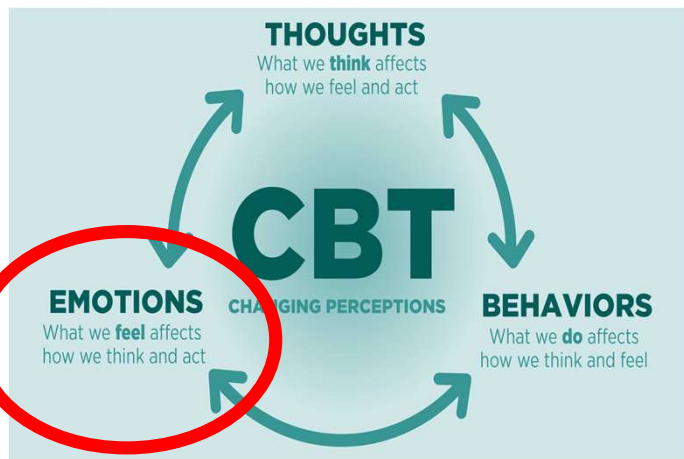 THOUGHTS
What we think affects
how we feel and act
CBT
CHANGING PERCEPTIONS
EMOTIONS
What we feel affects
how we think and act
BEHAVIORS
What we do affects
how we think and feel